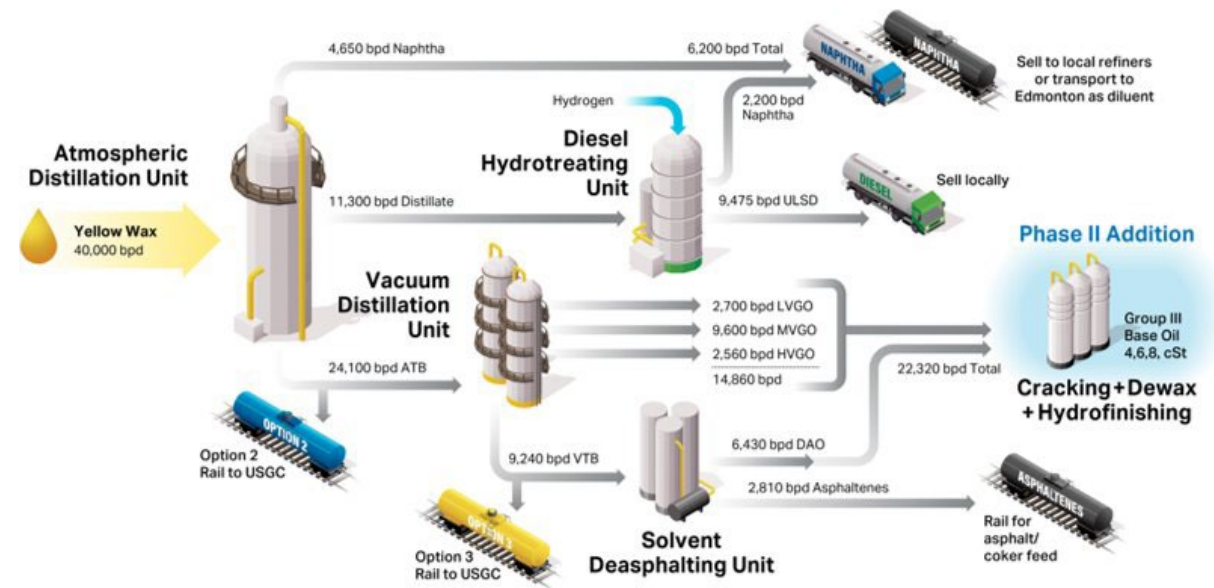 4,650 bpd Naphtha
6,200 bpd Total
NAPHTHA
NAPHTHA
Sell to local refiners
or transport to
Edmonton as diluent
Hydrogen
2,200 bpd
Naphtha
Atmospheric
Distillation Unit
Diesel
Hydrotreating
Unit
Yellow Wax
40,000 bpd
11,300 bpd Distillate
9,475 bpd ULSD
DIESEL
Sell locally
Phase II Addition
Vacuum
Distillation
Unit
2,700 bpd LVGO
9,600 bpd MVGO
2,560 bpd HVGO
14,860 bpd
Group III
Base Oil
4,6,8, cSt
22,320 bpd Total
Cracking+Dewax
+Hydrofinishing
24,100 bpd ATB
OPTION 2
Option 2
Rail to USGC
9,240 bpd VTB
6,430 bpd DAO
2,810 bpd Asphaltenes
ASPHALTENES
OPTION 3
Option 3
Rail to USGC
Solvent
Deasphalting Unit
Rail for
asphalt/
coker feed